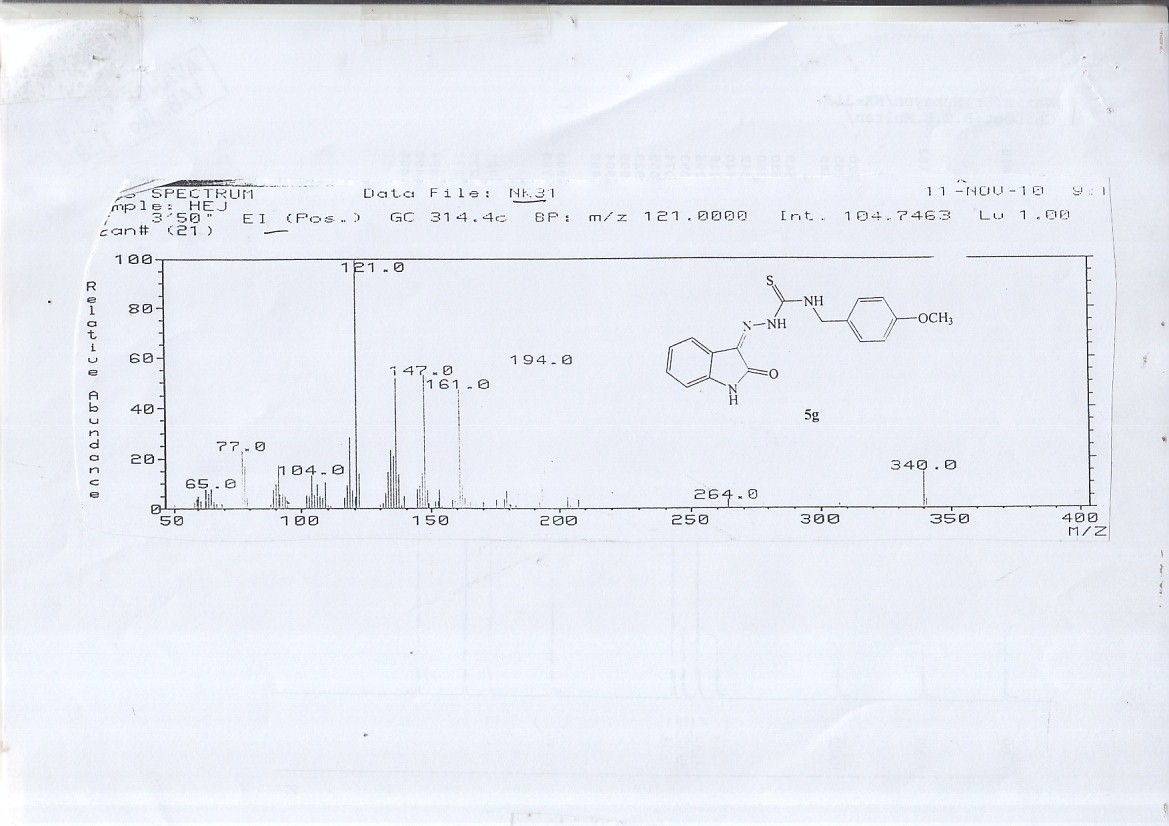 SPECTRUM Data File: NK31 11-NOV-10
mple: HEJ
3'50" EI (Pos.) GC 314.4c BP: m/z 121.0000 Int. 104.7463 Lv 1.00
can# (21)
Relative Abundance
100
80
60
40
20
0
121.0
194.0
147.0
161.0
77.0
104.0
65.0
264.0
340.0
S
NH
N
NH
OCH3
O
N
H
5g
50 100 150 200 250 300 350 400
M/Z